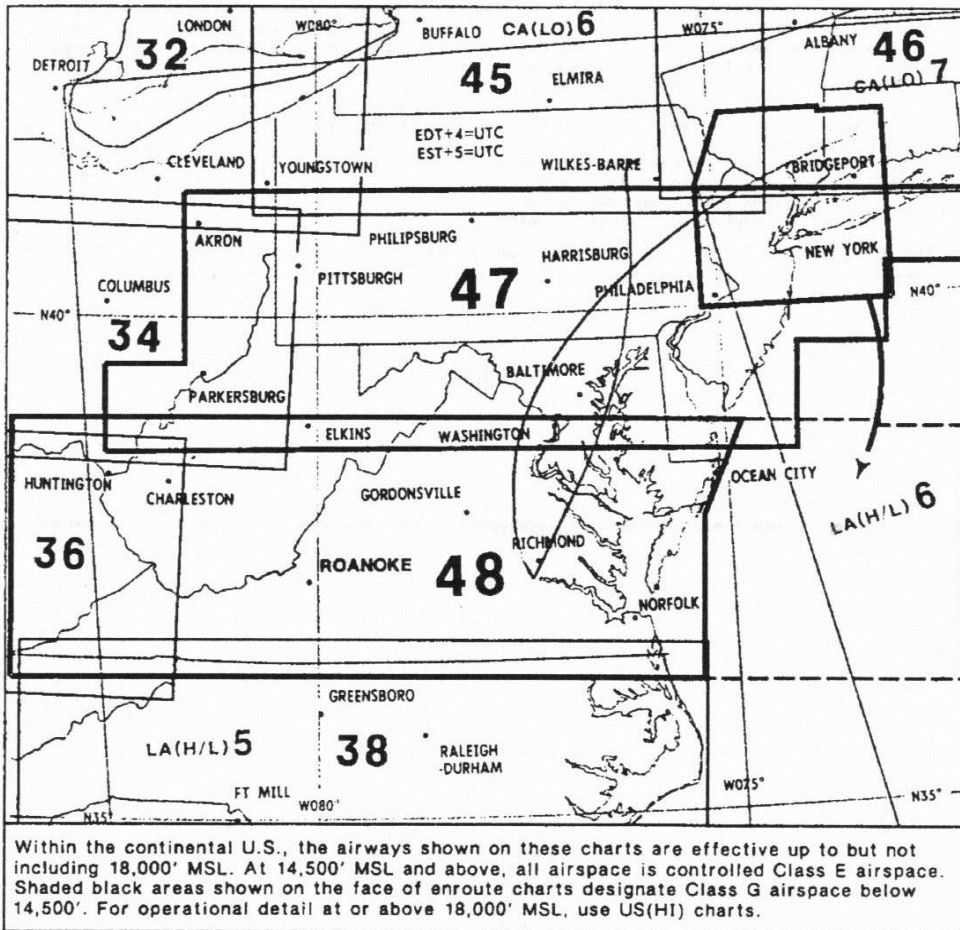 LONDON
W080°
BUFFALO CA(LO)6
W075°
ALBANY
46
DETROIT
32
45
ELMIRA
CA(LO)7
EDT+4=UTC
EST+5=UTC
CLEVELAND
YOUNGSTOWN
WILKES-BARRE
BRIDGEPORT
AKRON
PHILIPSBURG
HARRISBURG
NEW YORK
PITTSBURGH
47
COLUMBUS
PHILADELPHIA
N40°
N40°
34
BALTIMORE
PARKERSBURG
ELKINS
WASHINGTON
OCEAN CITY
HUNTINGTON
CHARLESTON
GORDONSVILLE
LA(H/L)6
36
RICHMOND
ROANOKE
48
NORFOLK
GREENSBORO
LA(H/L)5
38
RALEIGH
-DURHAM
FT MILL
W080°
W075°
N35°
N35°
Within the continental U.S., the airways shown on these charts are effective up to but not
including 18,000' MSL. At 14,500' MSL and above, all airspace is controlled Class E airspace.
Shaded black areas shown on the face of enroute charts designate Class G airspace below
14,500'. For operational detail at or above 18,000' MSL, use US(HI) charts.